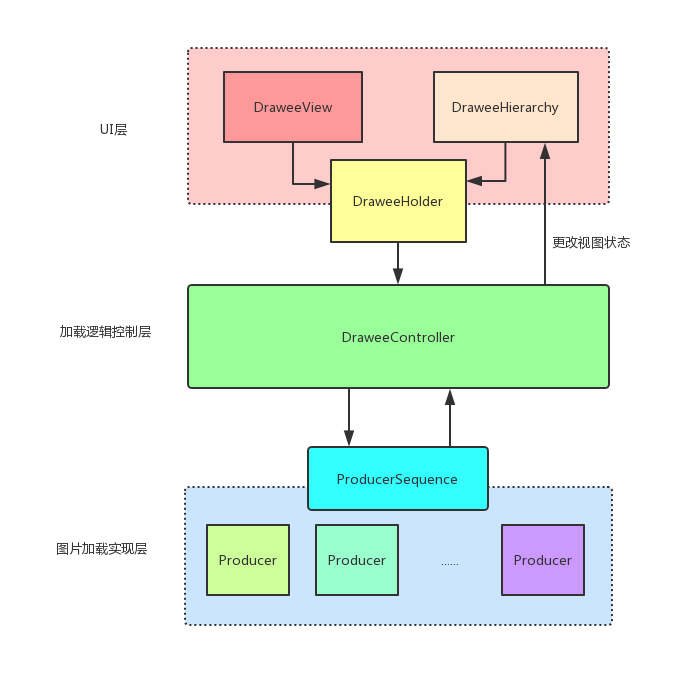 DraweeView
DraweeHierarchy
UI层
DraweeHolder
更改视图状态
加载逻辑控制层
DraweeController
ProducerSequence
图片加载实现层
Producer
Producer
......
Producer